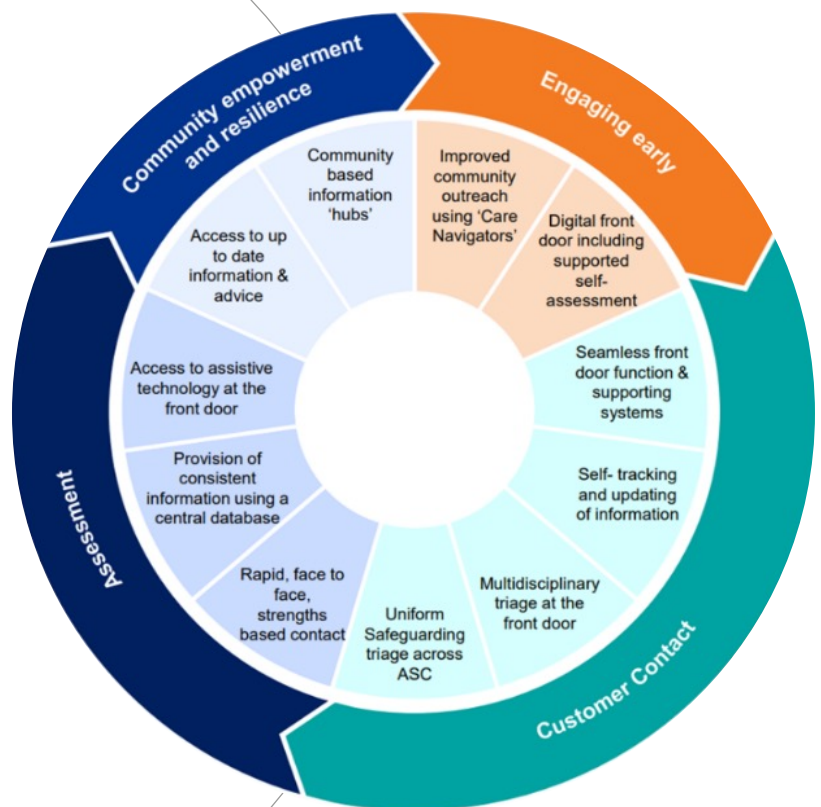 Community empowerment
and resilience
Engaging early
Customer Contact
Assessment
Improved
community
outreach
using ‘Care
Navigators’
Digital front
door including
supported
self-
assessment
Seamless front
door function &
supporting
systems
Self- tracking
and updating
of information
Multidisciplinary
triage at the
front door
Uniform
Safeguarding
triage across
ASC
Rapid, face to
face,
strengths
based contact
Provision of
consistent
information using a
central database
Access to assistive
technology at the
front door
Access to up
to date
information &
advice
Community
based
information
‘hubs’